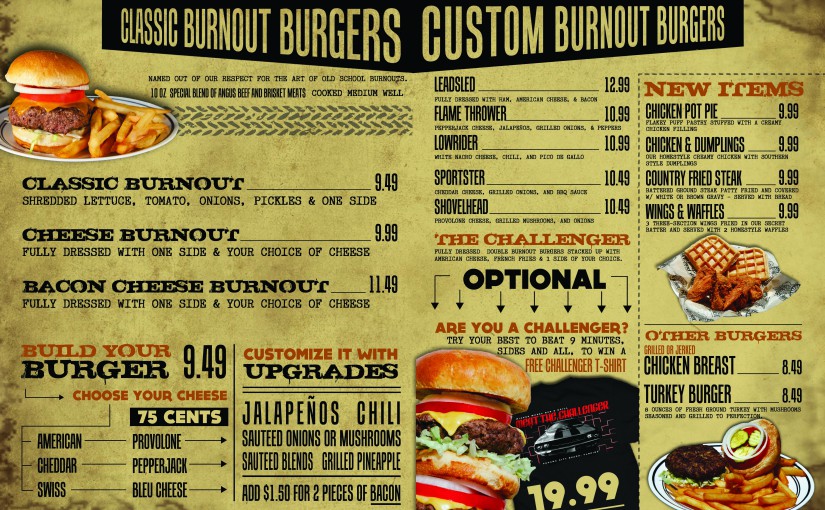 CLASSIC BURNOUT BURGERS
NAMED OUT OF OUR RESPECT FOR THE ART OF OLD SCHOOL BURNOUTS.
10 OZ SPECIAL BLEND OF ANGUS BEEF AND BRISKET MEATS COOKED MEDIUM WELL
CLASSIC BURNOUT 9.49
SHREDDED LETTUCE, TOMATO, ONIONS, PICKLES & ONE SIDE
CHEESE BURNOUT 9.99
FULLY DRESSED WITH ONE SIDE & YOUR CHOICE OF CHEESE
BACON CHEESE BURNOUT 11.49
FULLY DRESSED WITH ONE SIDE & YOUR CHOICE OF CHEESE
BUILD YOUR
BURGER 9.49
CHOOSE YOUR CHEESE
75 CENTS
AMERICAN PROVOLONE
CHEDDAR PEPPERJACK
SWISS BLEU CHEESE
CUSTOMIZE IT WITH
UPGRADES
JALAPEÑOS CHILI
SAUTEED ONIONS OR MUSHROOMS
SAUTEED BLENDS GRILLED PINEAPPLE
ADD $1.50 FOR 2 PIECES OF BACON
CUSTOM BURNOUT BURGERS
LEADSLED 12.99
FULLY DRESSED WITH HAM, AMERICAN CHEESE, & BACON
FLAME THROWER 10.99
PEPPERJACK CHEESE, JALAPEÑOS, GRILLED ONIONS, & PEPPERS
LOWRIDER 10.99
WHITE NACHO CHEESE, CHILI, AND PICO DE GALLO
SPORTSTER 10.49
CHEDDAR CHEESE, GRILLED ONIONS, AND BBQ SAUCE
SHOVELHEAD 10.49
PROVOLONE CHEESE, GRILLED MUSHROOMS, AND ONIONS
THE CHALLENGER
FULLY DRESSED DOUBLE BURNOUT BURGERS STACKED UP WITH
AMERICAN CHEESE, FRENCH FRIES & 1 SIDE OF YOUR CHOICE.
OPTIONAL
ARE YOU A CHALLENGER?
TRY YOUR BEST TO BEAT 9 MINUTES,
SIDES AND ALL, TO WIN A
FREE CHALLENGER T-SHIRT
I BEAT THE CHALLENGER
19.99
NEW ITEMS
CHICKEN POT PIE 9.99
FLAKEY PUFF PASTRY STUFFED WITH A CREAMY
CHICKEN FILLING
CHICKEN & DUMPLINGS 9.99
OUR HOMESTYLE CREAMY CHICKEN WITH SOUTHERN
STYLE DUMPLINGS
COUNTRY FRIED STEAK 9.99
BATTERED GROUND STEAK PATTY FRIED AND COVERED
W/ WHITE OR BROWN GRAVY - SERVED WITH BREAD
WINGS & WAFFLES 9.99
3 THREE-SECTION WINGS FRIED IN OUR SECRET
BATTER AND SERVED WITH 2 HOMESTYLE WAFFLES
OTHER BURGERS
GRILLED OR JERKED
CHICKEN BREAST 8.49
TURKEY BURGER 8.49
8 OUNCES OF FRESH GROUND TURKEY WITH MUSHROOMS
SEASONED AND GRILLED TO PERFECTION.